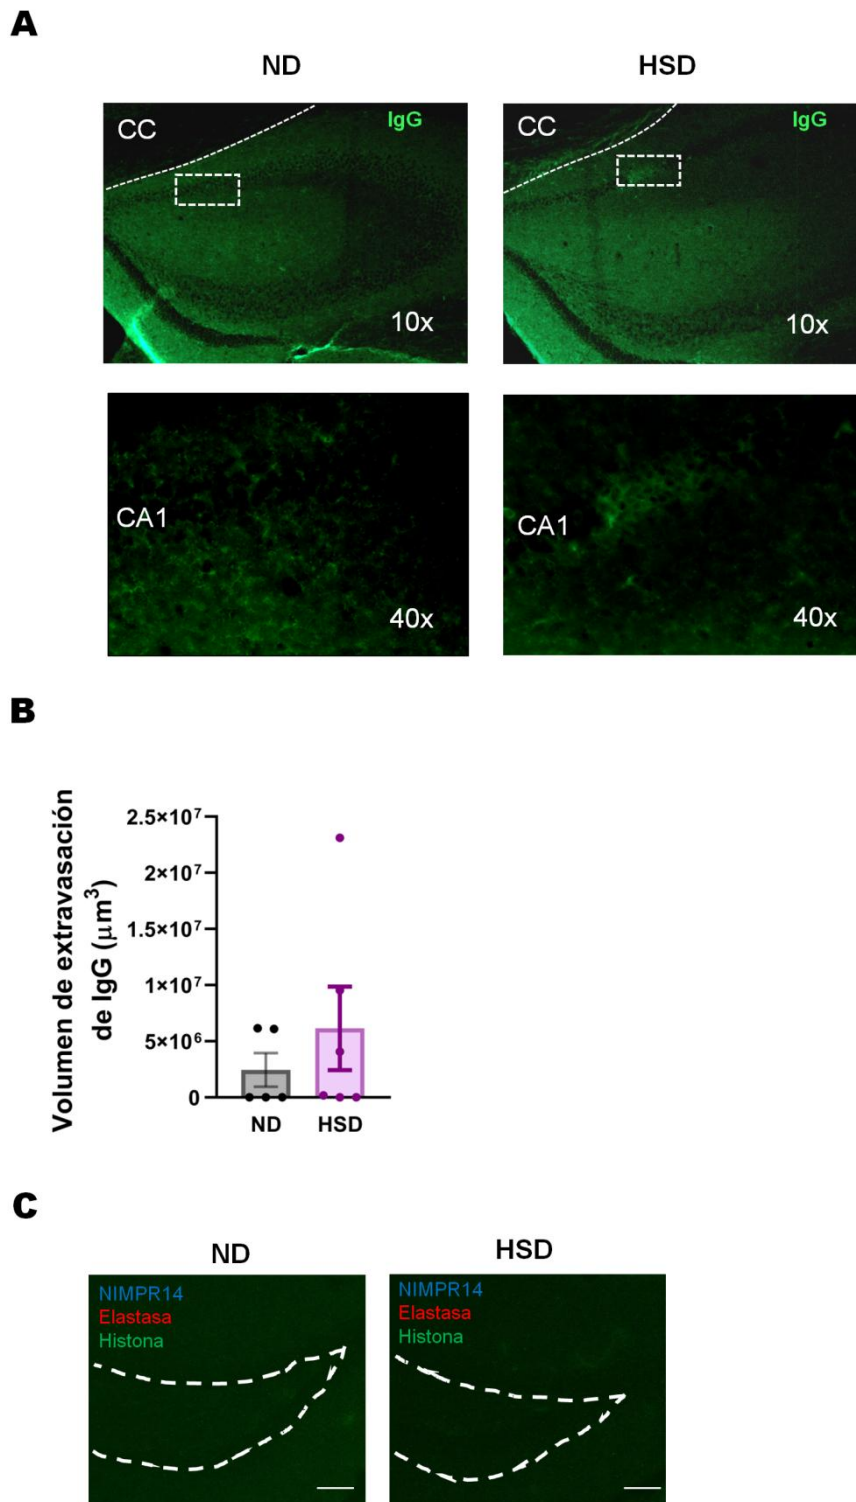 A
ND
HSD
CC
IgG
10x
CC
IgG
10x
CA1
40x
CA1
40x
B
Volumen de extravasación
de IgG (μm³)
2.5×10⁷
2×10⁷
1.5×10⁷
1×10⁷
5×10⁶
0
ND
HSD
C
ND
HSD
NIMPR14
Elastasa
Histona
NIMPR14
Elastasa
Histona